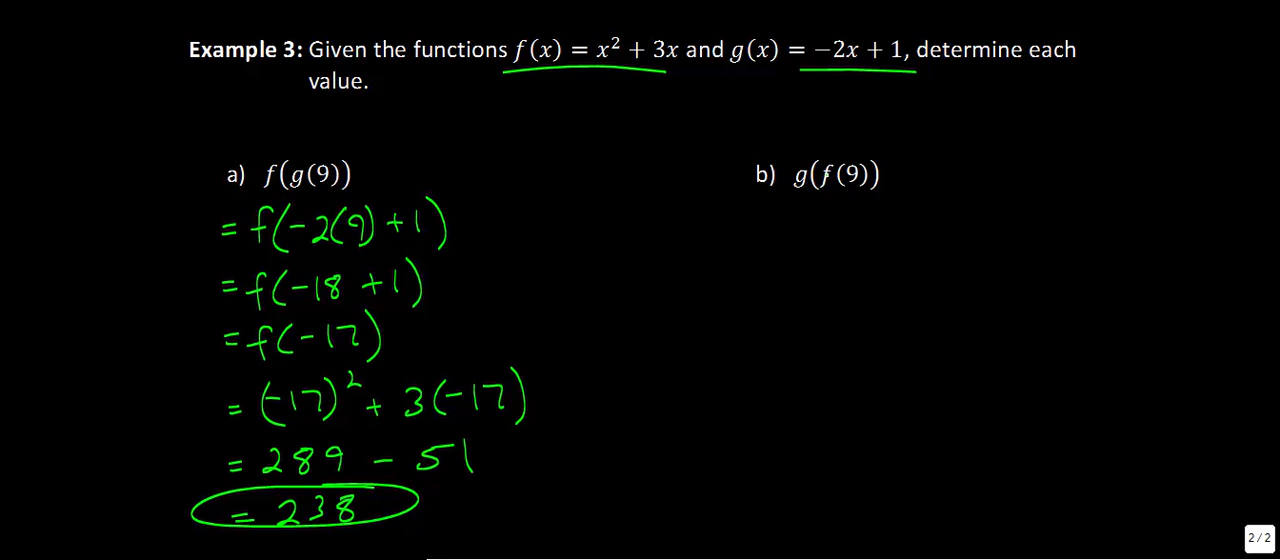 Example 3: Given the functions f(x) = x² + 3x and g(x) = −2x + 1, determine each
value.
a) f(g(9))
= f(-2(9) + 1)
= f(-18 + 1)
= f(-17)
= (-17)² + 3(-17)
= 289 - 51
= 238
b) g(f(9))
2/2